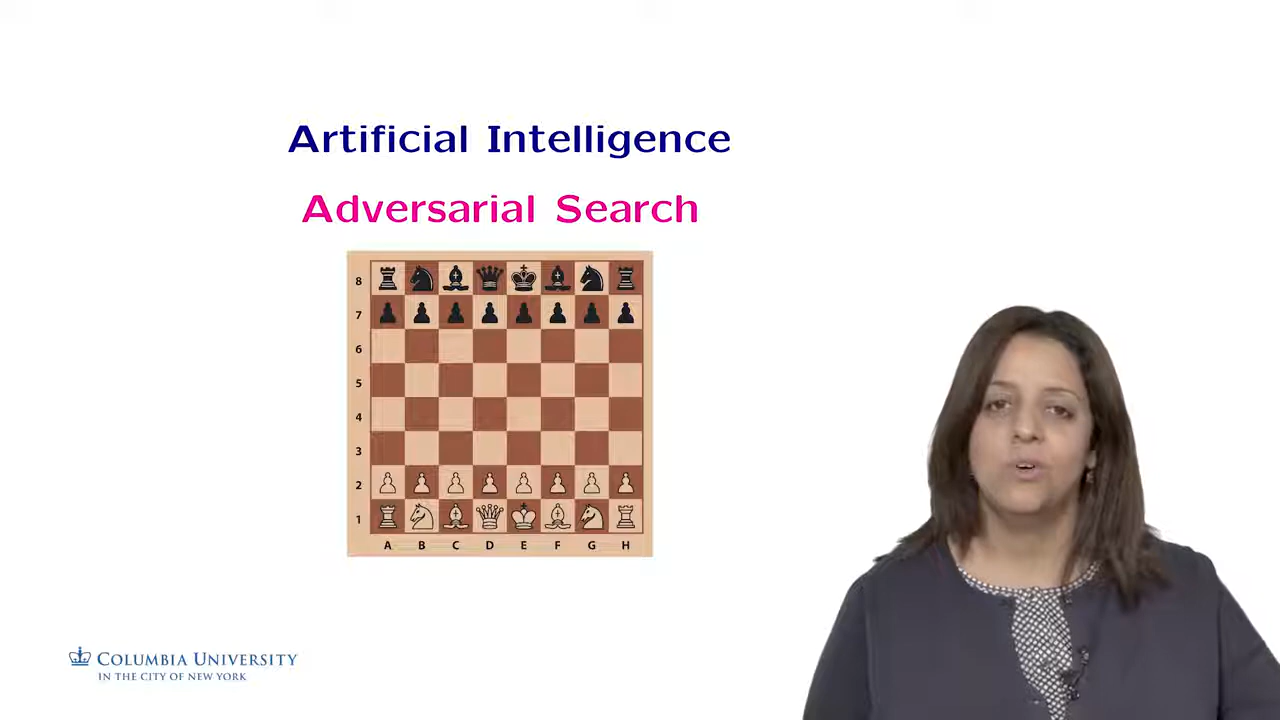 Artificial Intelligence
Adversarial Search
8
7
6
5
4
3
2
1
A B C D E F G H
COLUMBIA UNIVERSITY
IN THE CITY OF NEW YORK